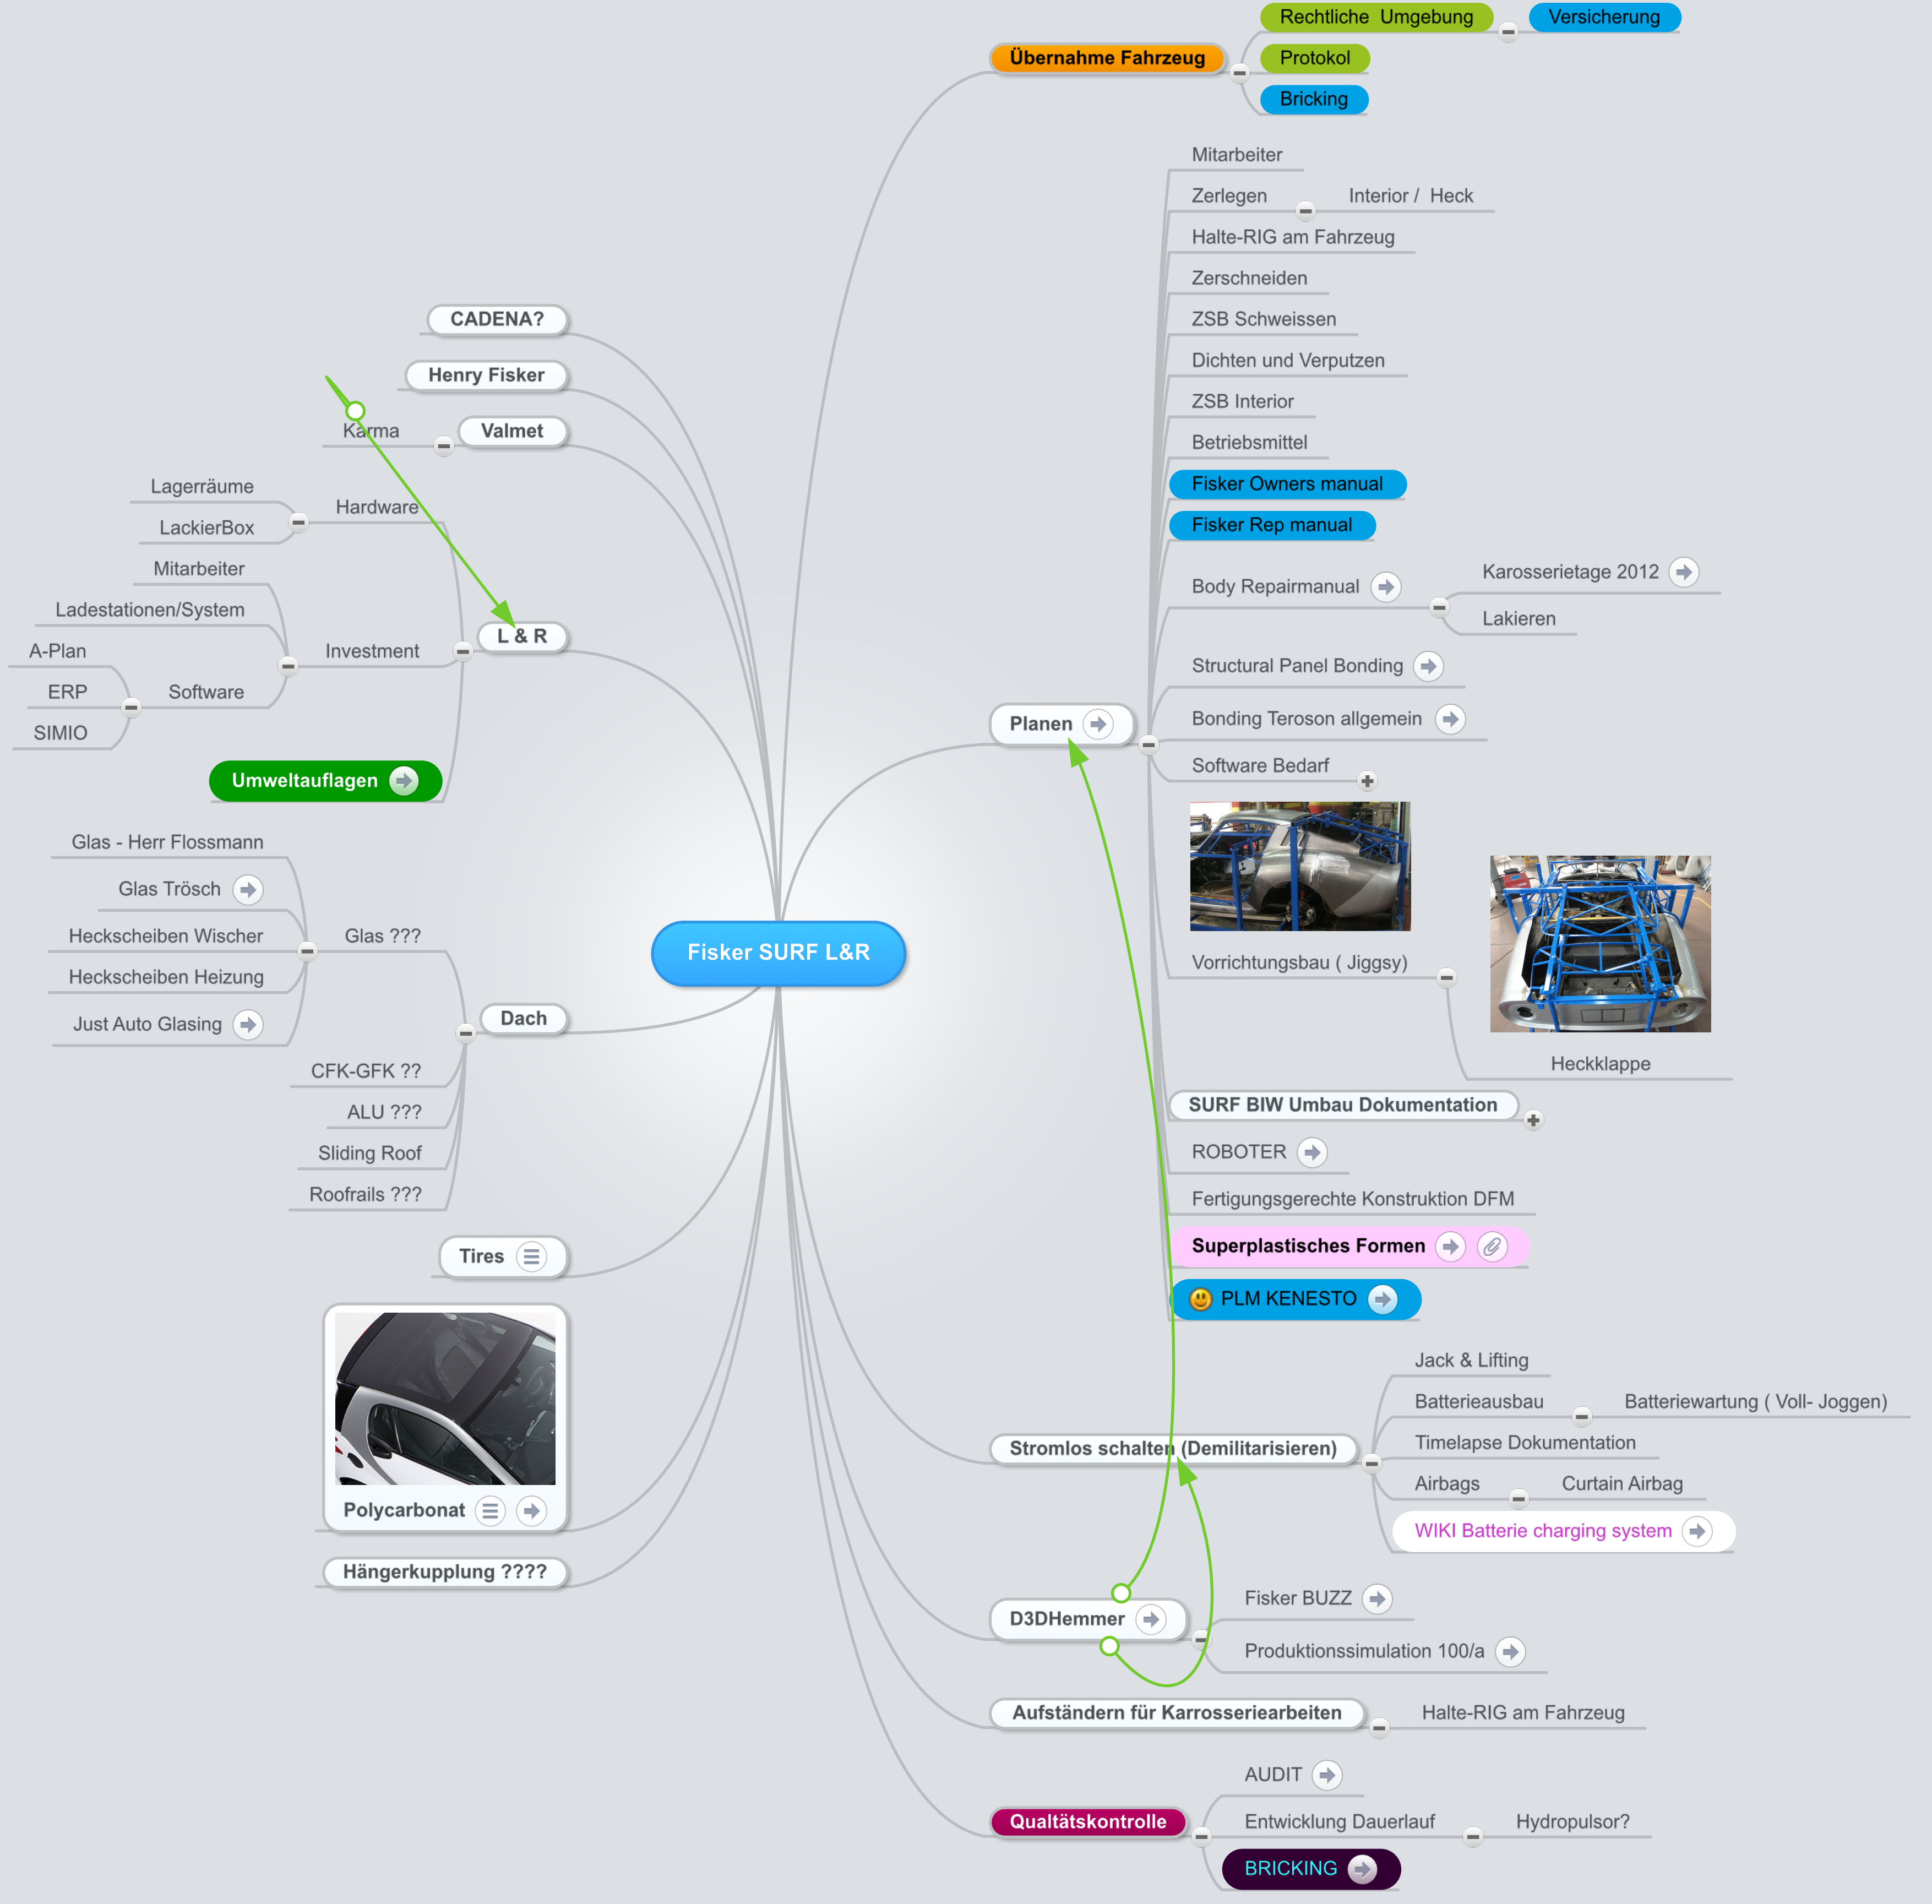 Fisker SURF L&R
Übernahme Fahrzeug
Rechtliche Umgebung
Versicherung
Protokol
Bricking
Planen
Mitarbeiter
Zerlegen
Interior / Heck
Halte-RIG am Fahrzeug
Zerschneiden
ZSB Schweissen
Dichten und Verputzen
ZSB Interior
Betriebsmittel
Fisker Owners manual
Fisker Rep manual
Body Repairmanual
Karosserietage 2012
Lakieren
Structural Panel Bonding
Bonding Teroson allgemein
Software Bedarf
Vorrichtungsbau ( Jiggsy)
Heckklappe
SURF BIW Umbau Dokumentation
ROBOTER
Fertigungsgerechte Konstruktion DFM
Superplastisches Formen
PLM KENESTO
Stromlos schalten (Demilitarisieren)
Jack & Lifting
Batterieausbau
Batteriewartung ( Voll- Joggen)
Timelapse Dokumentation
Airbags
Curtain Airbag
WIKI Batterie charging system
D3DHemmer
Fisker BUZZ
Produktionssimulation 100/a
Aufständern für Karrosseriearbeiten
Halte-RIG am Fahrzeug
Qualtätskontrolle
AUDIT
Entwicklung Dauerlauf
Hydropulsor?
BRICKING
CADENA?
Henry Fisker
Valmet
Karma
L & R
Hardware
Lagerräume
LackierBox
Investment
Mitarbeiter
Ladestationen/System
Software
A-Plan
ERP
SIMIO
Umweltauflagen
Dach
Glas ???
Glas - Herr Flossmann
Glas Trösch
Heckscheiben Wischer
Heckscheiben Heizung
Just Auto Glasing
CFK-GFK ??
ALU ???
Sliding Roof
Roofrails ???
Tires
Polycarbonat
Hängerkupplung ????